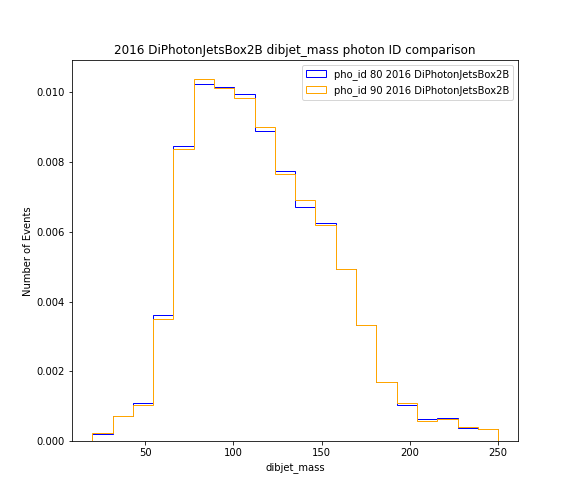 2016 DiPhotonJetsBox2B dibjet_mass photon ID comparison
pho_id 80 2016 DiPhotonJetsBox2B
pho_id 90 2016 DiPhotonJetsBox2B
Number of Events
0.010
0.008
0.006
0.004
0.002
0.000
50
100
150
200
250
dibjet_mass